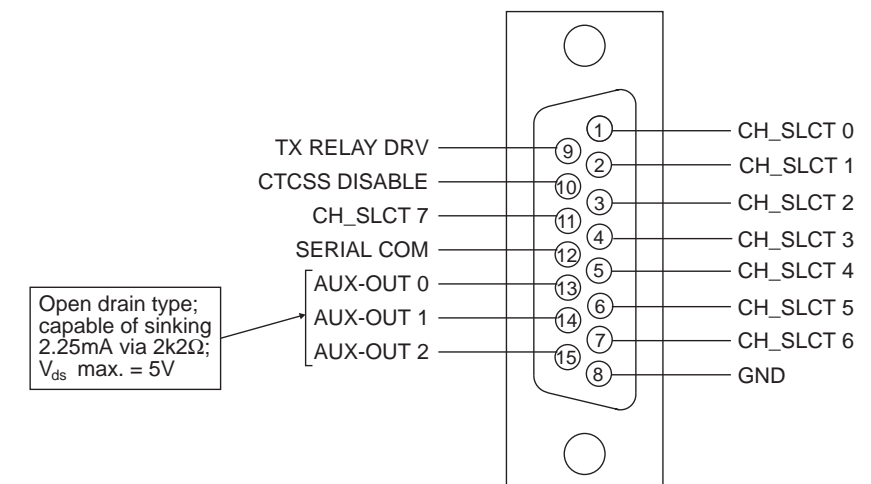 TX RELAY DRV
CTCSS DISABLE
CH_SLCT 7
SERIAL COM
AUX-OUT 0
AUX-OUT 1
AUX-OUT 2
Open drain type;
capable of sinking
2.25mA via 2k2Ω;
Vds max. = 5V
9
10
11
12
13
14
15
1
2
3
4
5
6
7
8
CH_SLCT 0
CH_SLCT 1
CH_SLCT 2
CH_SLCT 3
CH_SLCT 4
CH_SLCT 5
CH_SLCT 6
GND